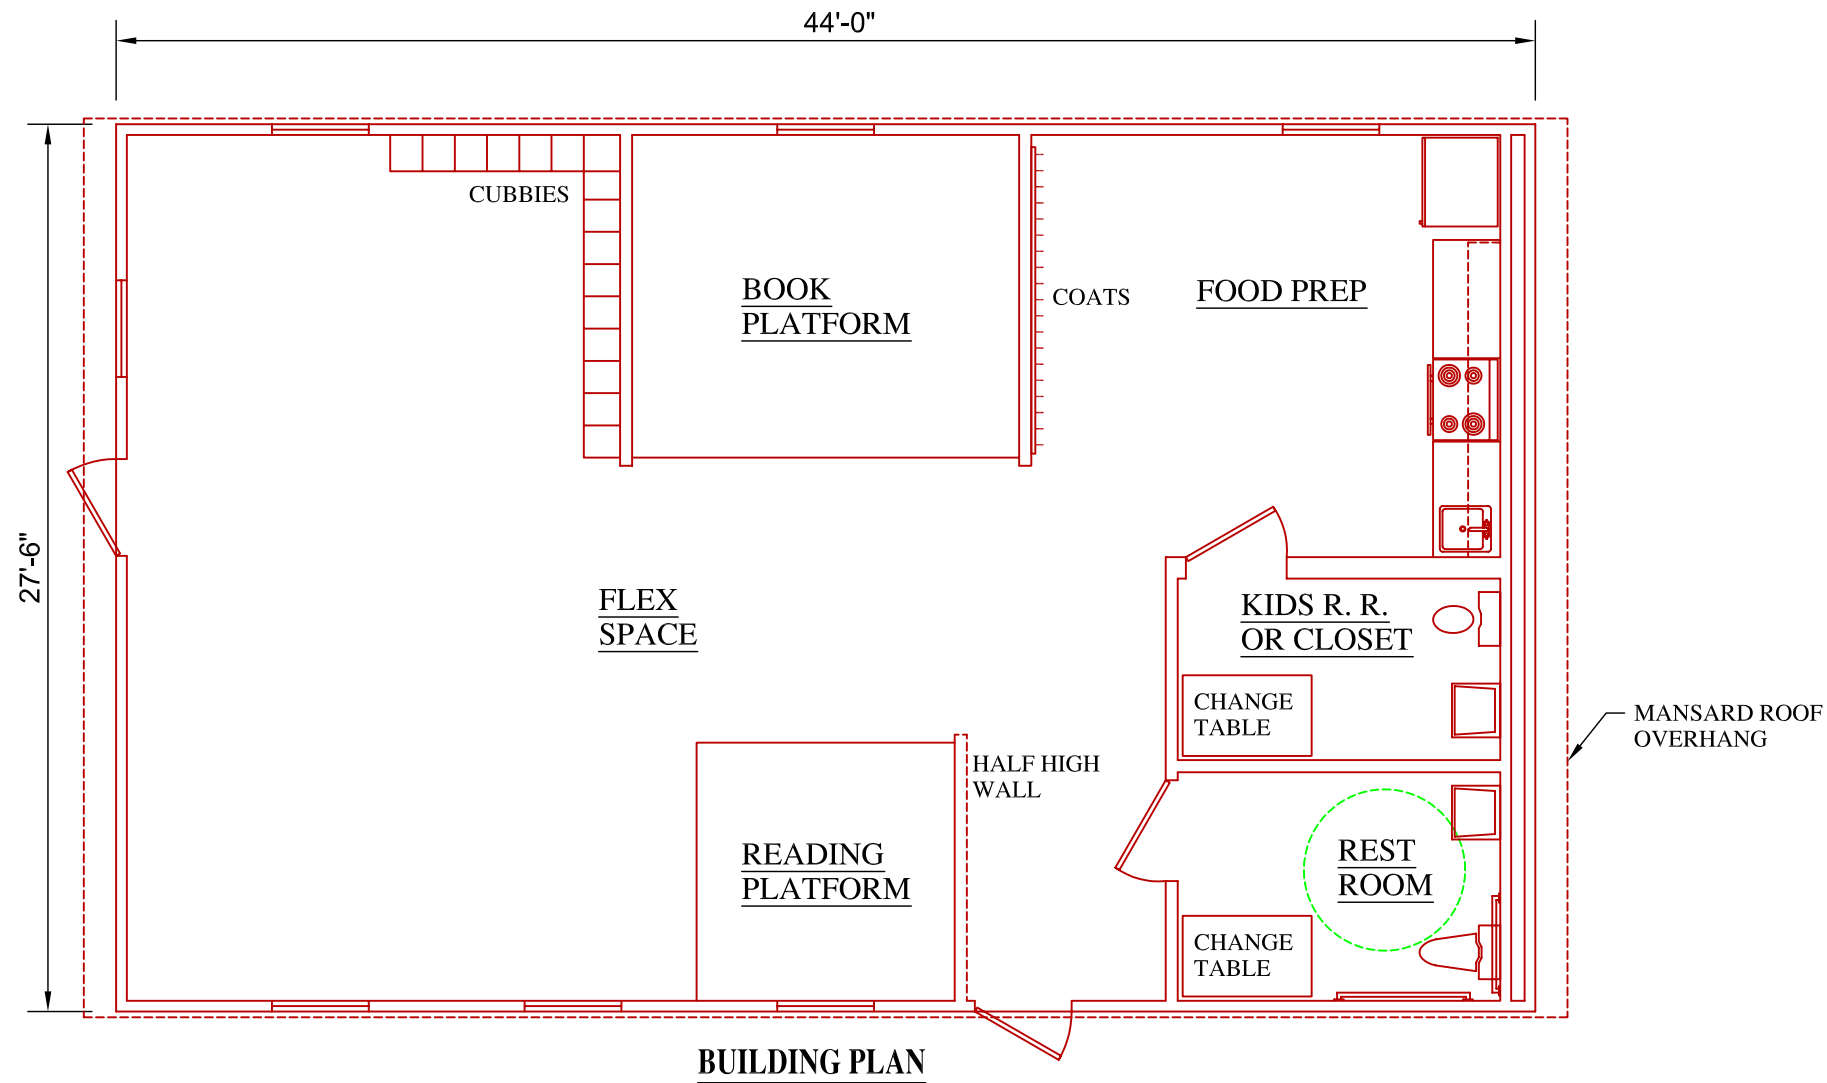 44'-0"
CUBBIES
BOOK
PLATFORM
COATS
FOOD PREP
27'-6"
FLEX
SPACE
KIDS R. R.
OR CLOSET
CHANGE
TABLE
MANSARD ROOF
OVERHANG
HALF HIGH
WALL
READING
PLATFORM
REST
ROOM
CHANGE
TABLE
BUILDING PLAN